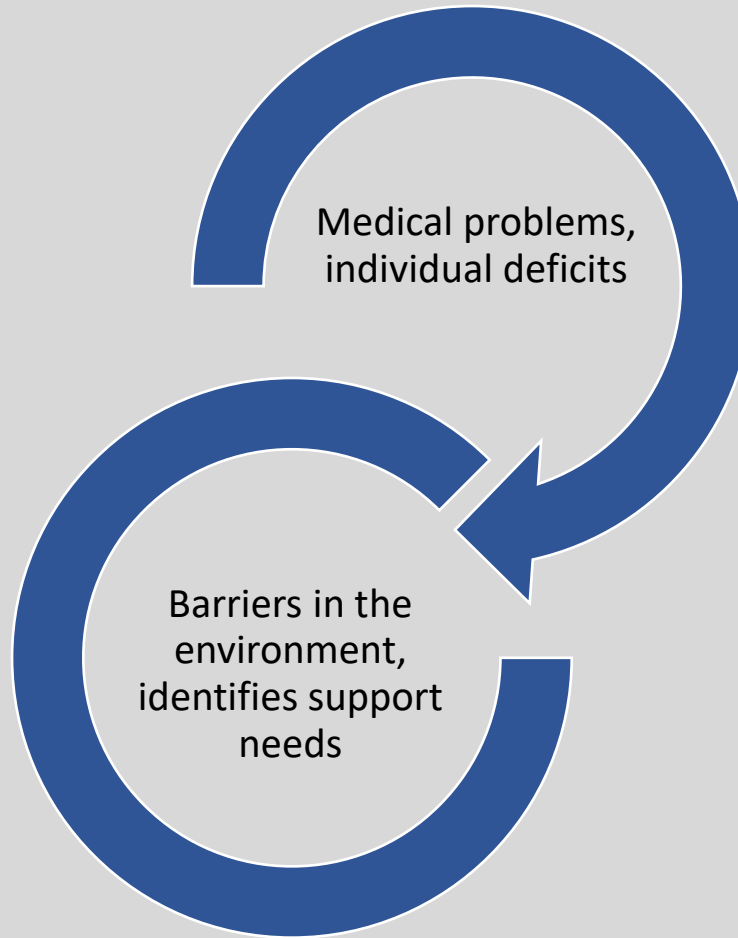 Medical problems,
individual deficits
Barriers in the
environment,
identifies support
needs